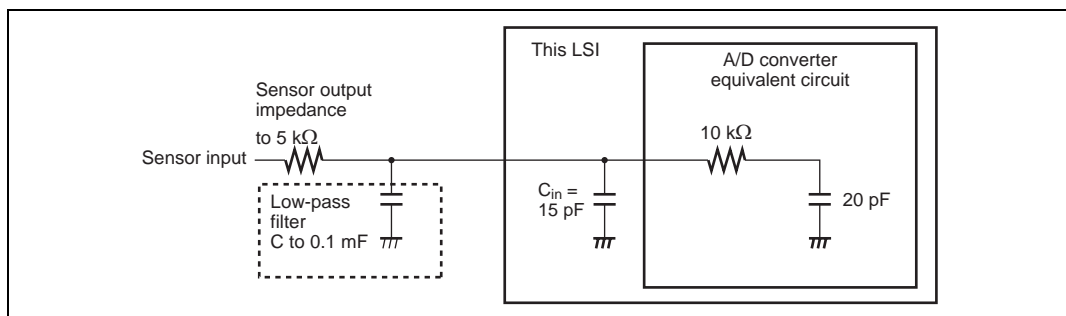 This LSI
A/D converter
equivalent circuit
Sensor output
impedance
to 5 kΩ
10 kΩ
Sensor input
Low-pass
filter
C to 0.1 mF
Cin =
15 pF
20 pF